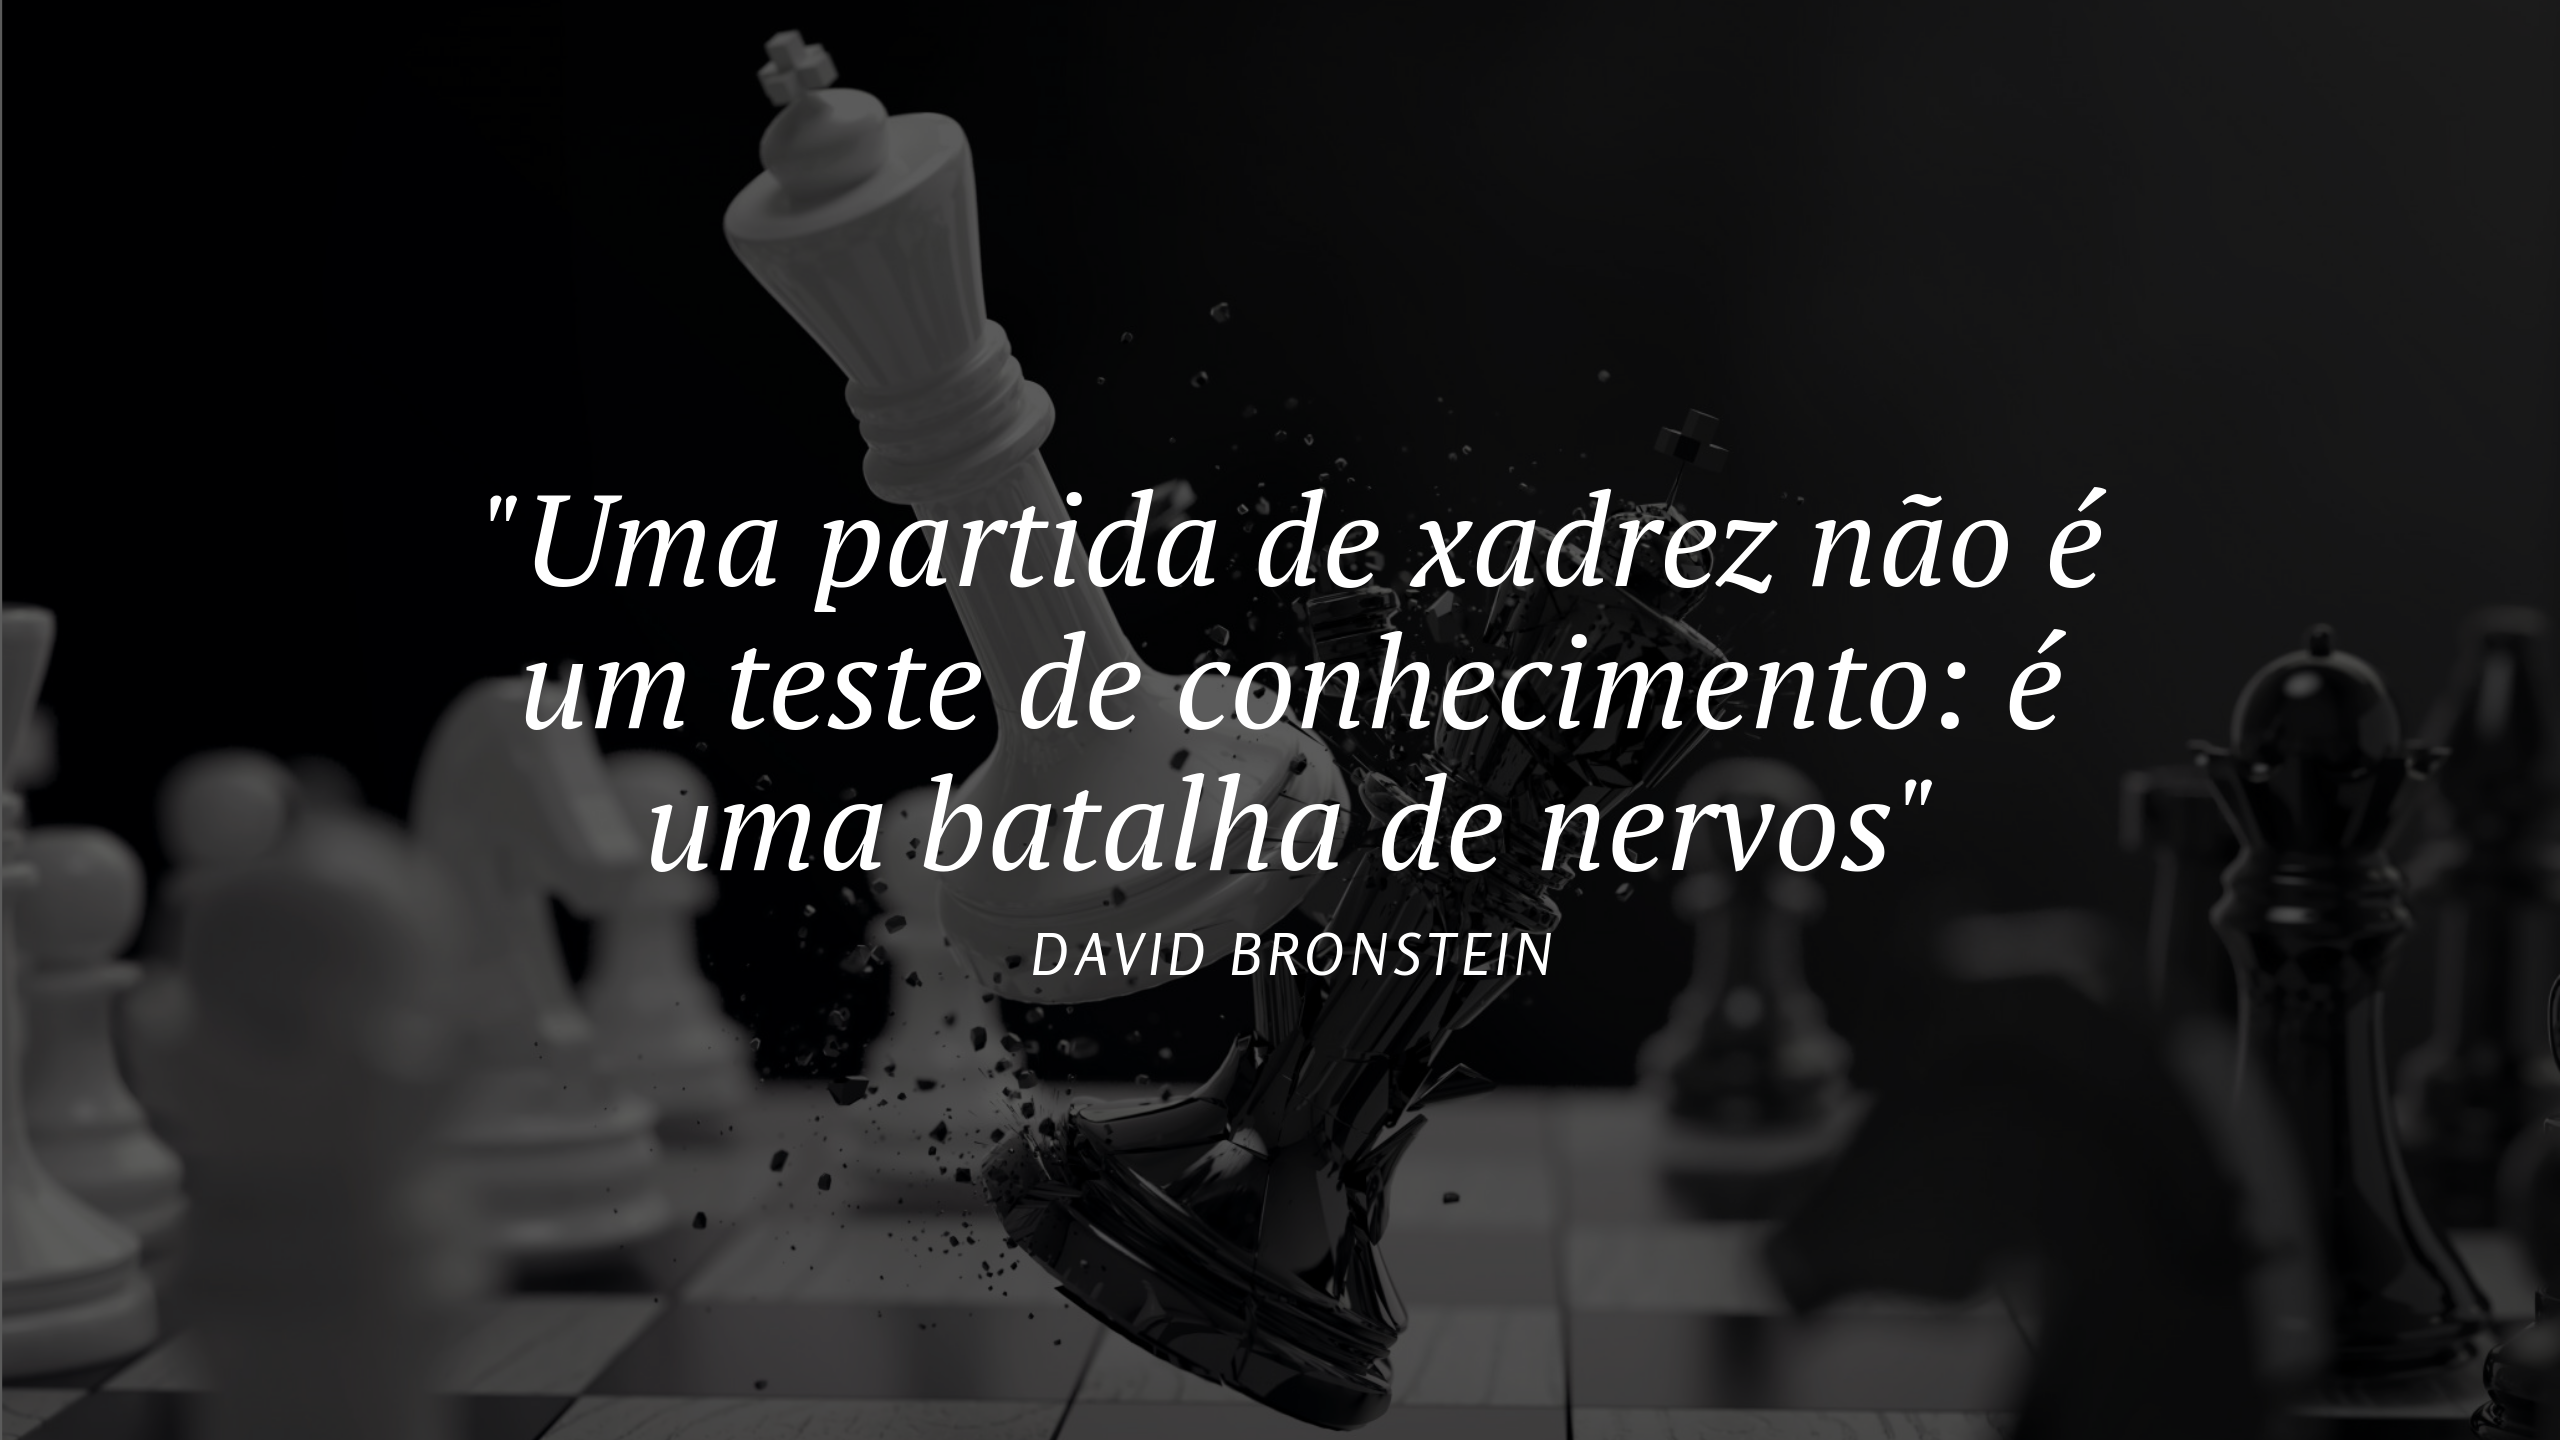 "Uma partida de xadrez não é
um teste de conhecimento: é
uma batalha de nervos"
DAVID BRONSTEIN